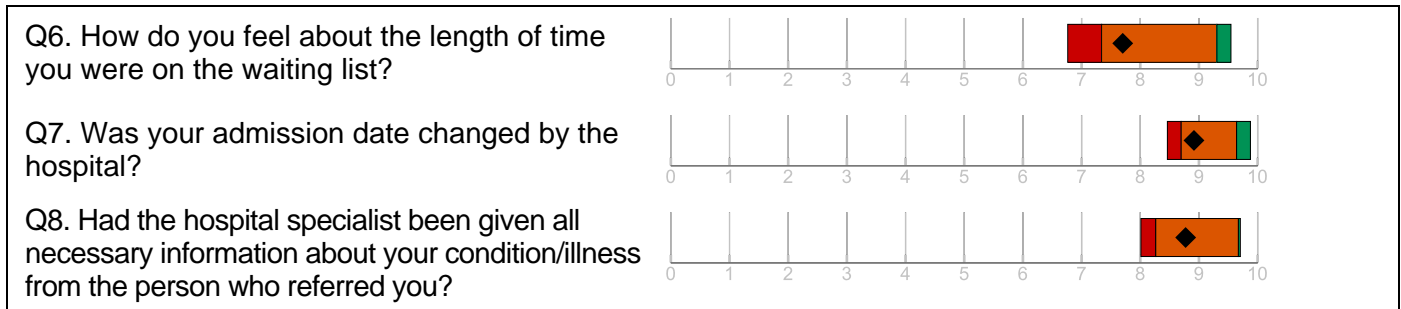 Q6. How do you feel about the length of time
you were on the waiting list?
0 1 2 3 4 5 6 7 8 9 10
Q7. Was your admission date changed by the
hospital?
0 1 2 3 4 5 6 7 8 9 10
Q8. Had the hospital specialist been given all
necessary information about your condition/illness
from the person who referred you?
0 1 2 3 4 5 6 7 8 9 10